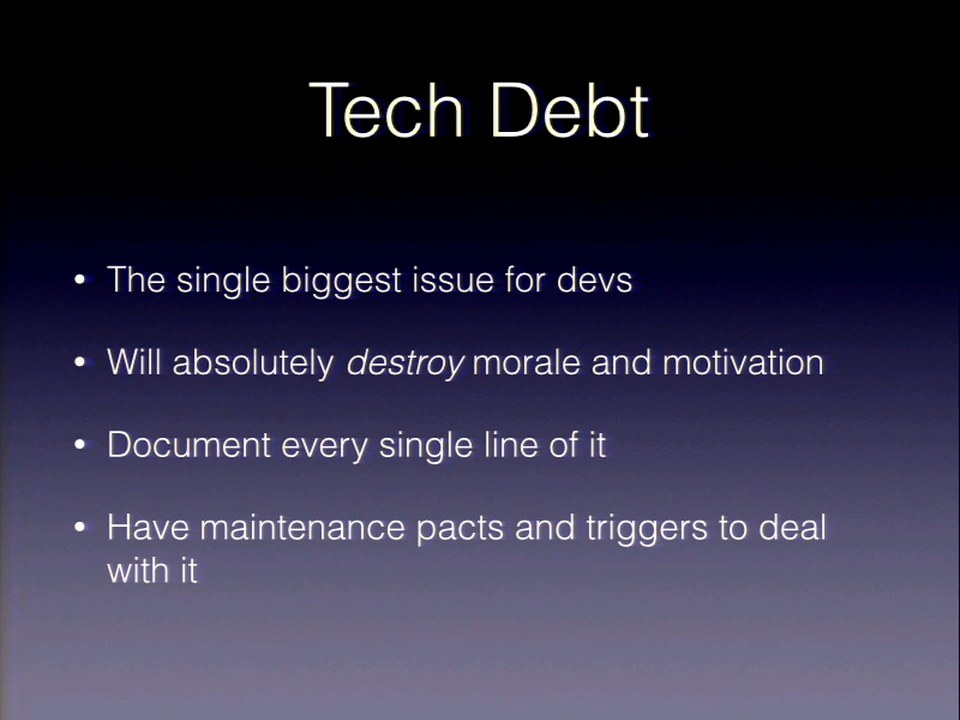 Tech Debt
• The single biggest issue for devs
• Will absolutely destroy morale and motivation
• Document every single line of it
• Have maintenance pacts and triggers to deal
with it